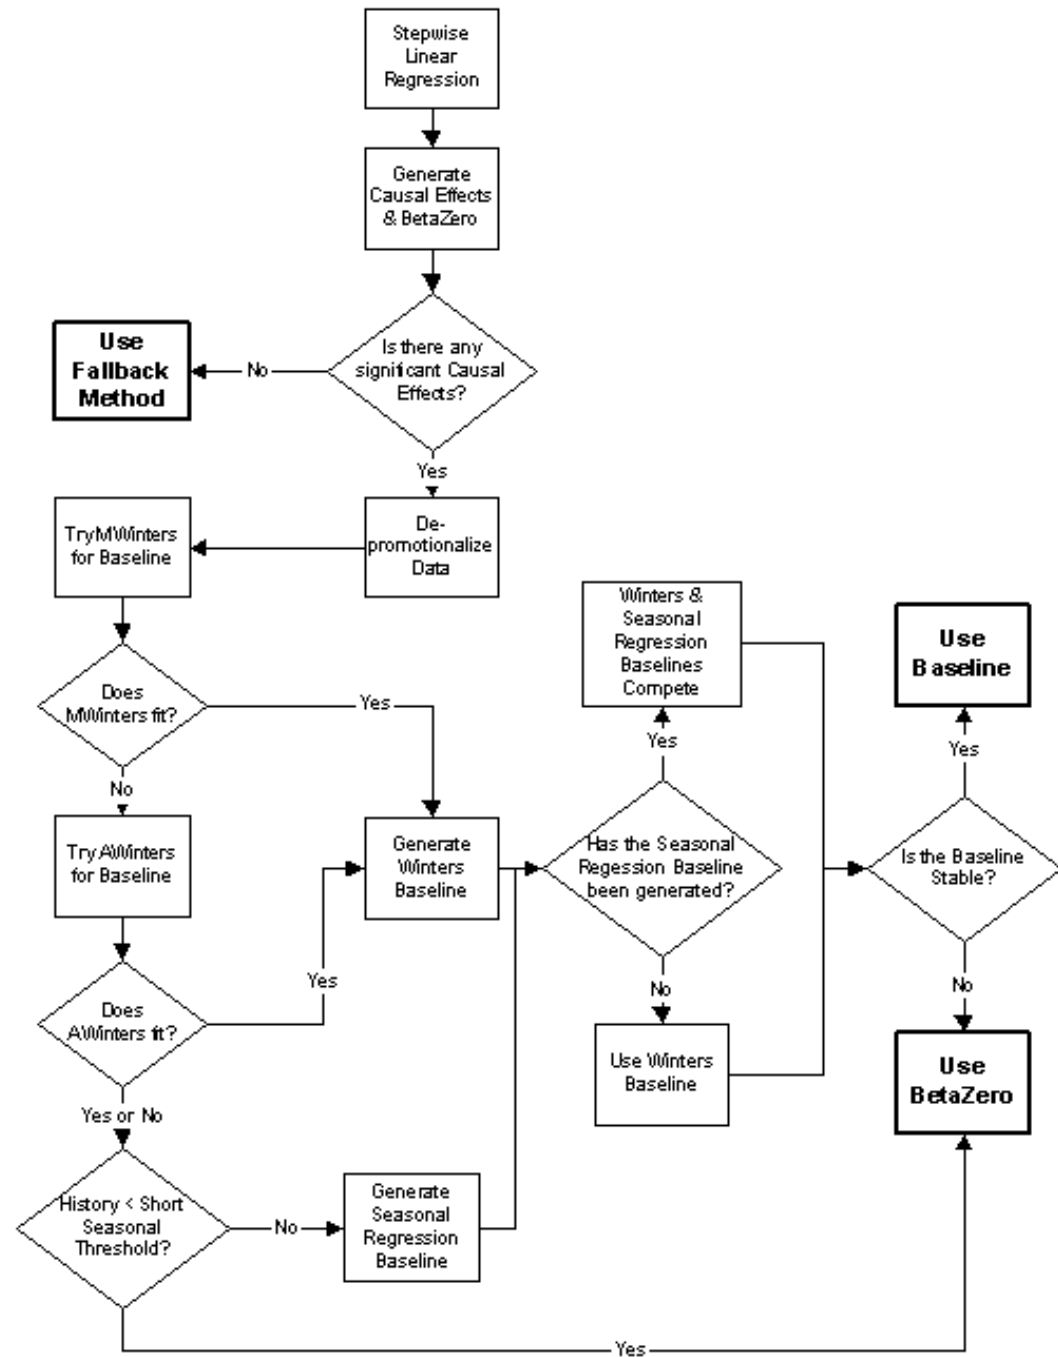 Stepwise
Linear
Regression
Generate
Causal Effects
& BetaZero
Is there any
significant Causal
Effects?
No
Use
Fallback
Method
Yes
De-
promotionalize
Data
Try MWinters
for Baseline
Does
MWinters fit?
Yes
No
Try AWinters
for Baseline
Generate
Winters
Baseline
Does
AWinters fit?
Yes
Yes or No
History < Short
Seasonal
Threshold?
No
Generate
Seasonal
Regression
Baseline
Yes
Winters &
Seasonal
Regression
Baselines
Compete
Yes
Has the Seasonal
Regession Baseline
been generated?
No
Use Winters
Baseline
Use
Baseline
Yes
Is the Baseline
Stable?
No
Use
BetaZero